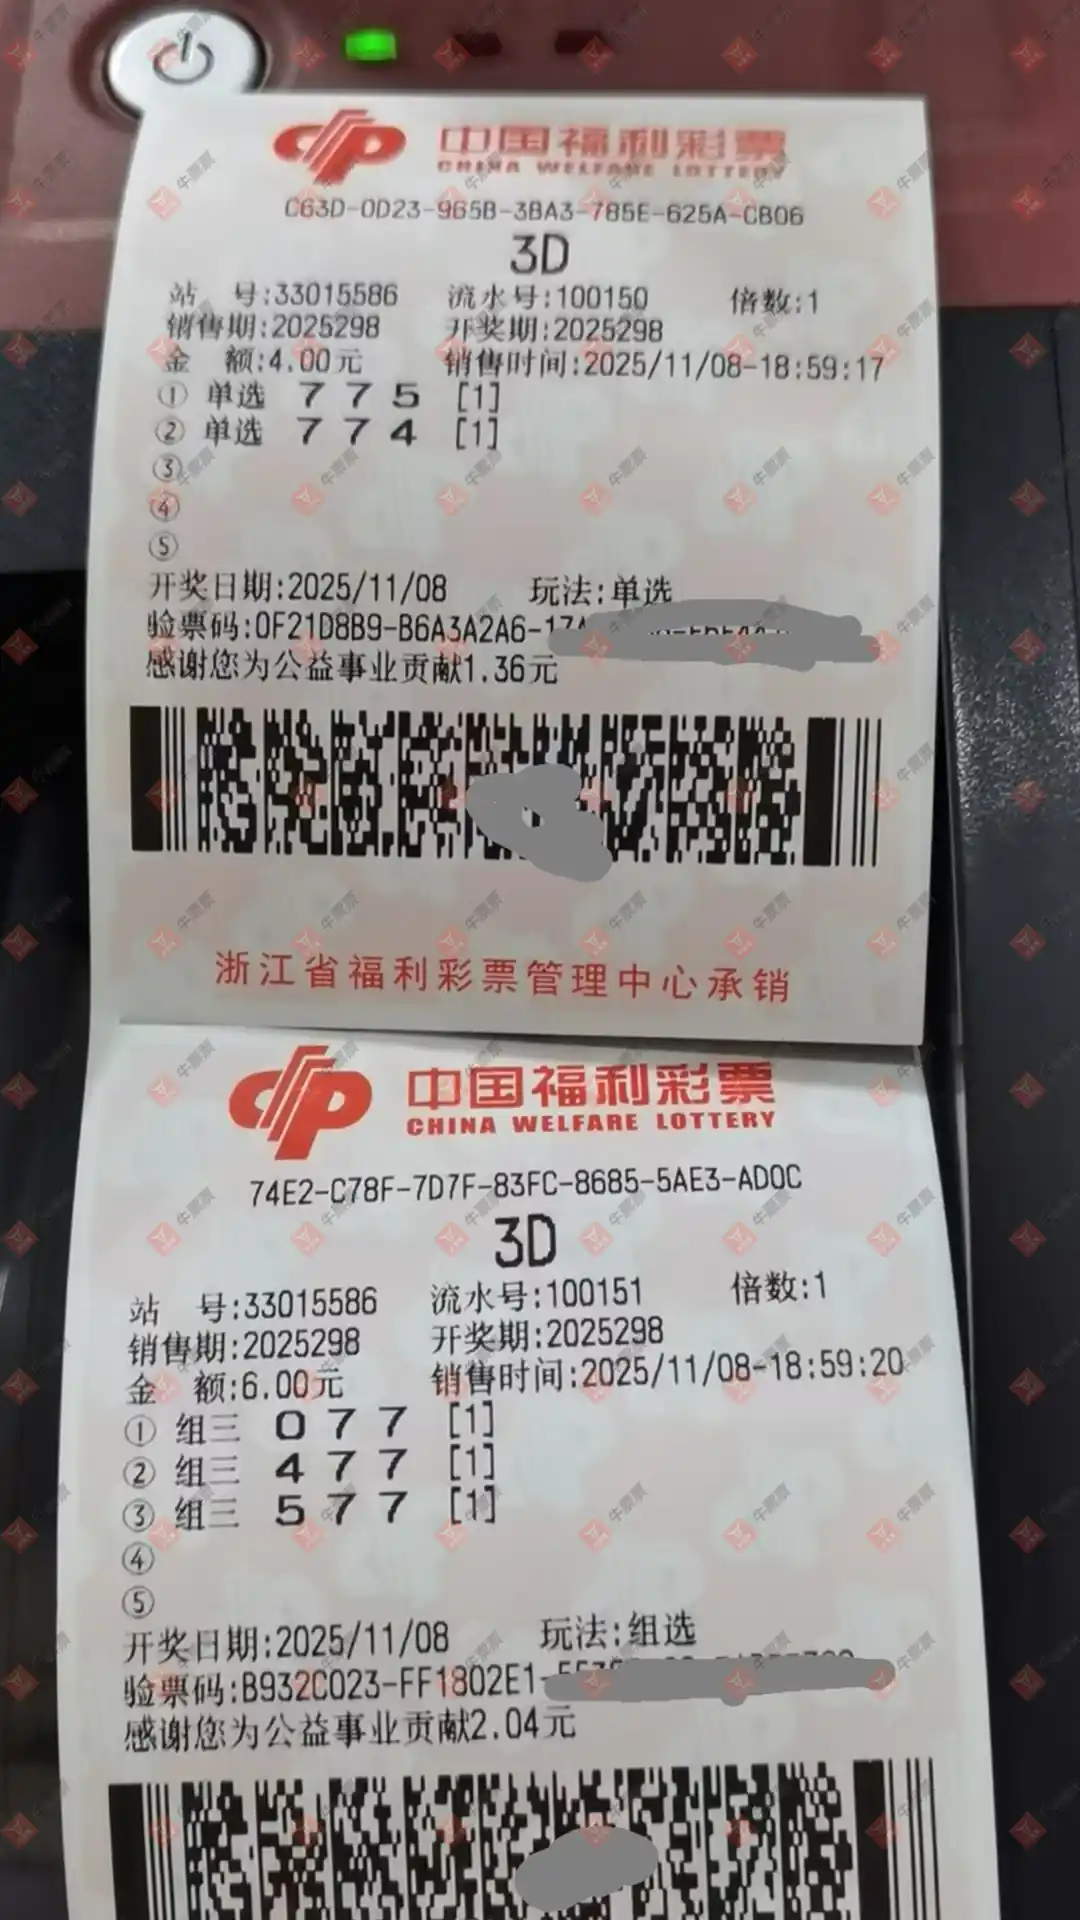 中国福利彩票
CHINA WELFARE LOTTERY
C63D-0D23-965B-3BA3-785E-625A-CB06
3D
站 号:33015586 流水号:100150 倍数:1
销售期:2025298 开奖期:2025298
金 额:4.00元 销售时间:2025/11/08-18:59:17
① 单选 7 7 5 [1]
② 单选 7 7 4 [1]
③
④
⑤
开奖日期:2025/11/08 玩法:单选
验票码:0F21D8B9-B6A3A2A6-17A
感谢您为公益事业贡献1.36元
浙江省福利彩票管理中心承销
中国福利彩票
CHINA WELFARE LOTTERY
74E2-C78F-7D7F-83FC-8685-5AE3-AD0C
3D
站 号:33015586 流水号:100151 倍数:1
销售期:2025298 开奖期:2025298
金 额:6.00元 销售时间:2025/11/08-18:59:20
① 组三 0 7 7 [1]
② 组三 4 7 7 [1]
③ 组三 5 7 7 [1]
④
⑤
开奖日期:2025/11/08 玩法:组选
验票码:B932C023-FF1802E1-
感谢您为公益事业贡献2.04元
牛票票